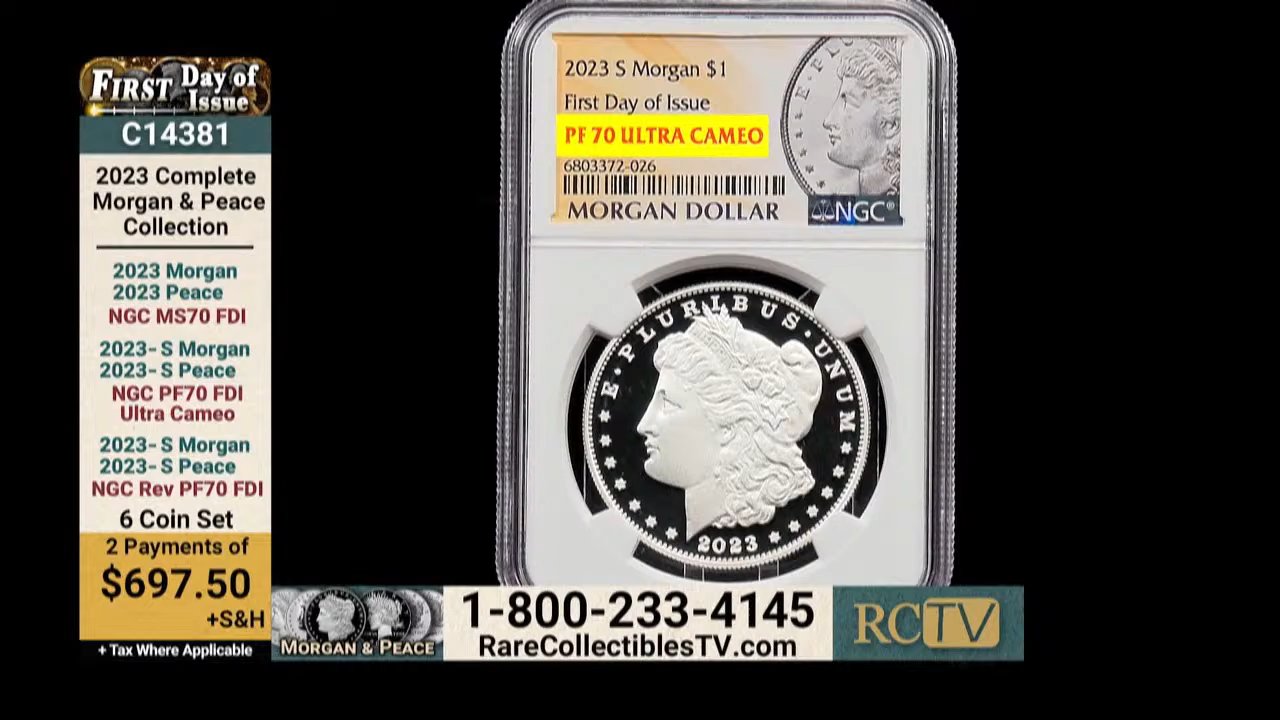 FIRST Day of Issue
C14381
2023 Complete
Morgan & Peace
Collection
2023 Morgan
2023 Peace
NGC MS70 FDI
2023-S Morgan
2023-S Peace
NGC PF70 FDI
Ultra Cameo
2023-S Morgan
2023-S Peace
NGC Rev PF70 FDI
6 Coin Set
2 Payments of
$697.50
+S&H
+ Tax Where Applicable
2023 S Morgan $1
First Day of Issue
PF 70 ULTRA CAMEO
6803372-026
MORGAN DOLLAR
NGC®
E · PLURIBUS · UNUM
2023
MORGAN & PEACE
1-800-233-4145
RareCollectiblesTV.com
RCTV